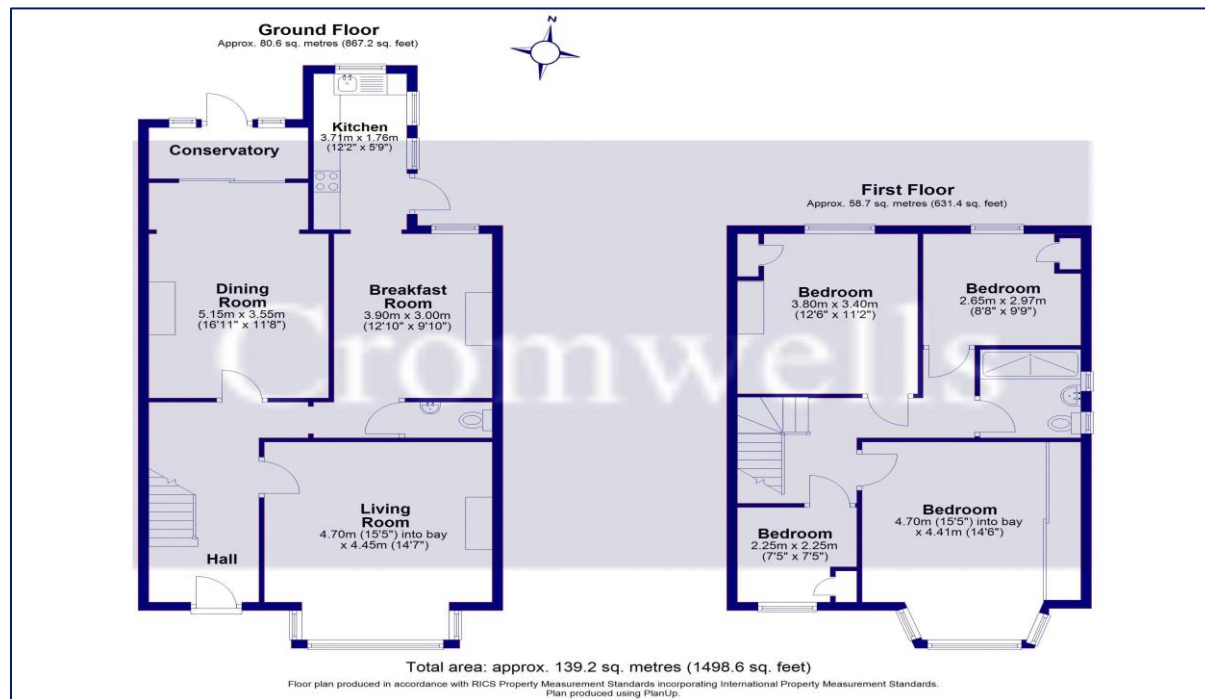 N
Ground Floor
Approx. 80.6 sq. metres (867.2 sq. feet)
Kitchen
3.71m x 1.76m
(12'2" x 5'9")
Conservatory
Dining
Room
5.15m x 3.55m
(16'11" x 11'8")
Breakfast
Room
3.90m x 3.00m
(12'10" x 9'10")
Living
Room
4.70m (15'5") into bay
x 4.45m (14'7")
Hall
First Floor
Approx. 58.7 sq. metres (631.4 sq. feet)
Bedroom
3.80m x 3.40m
(12'6" x 11'2")
Bedroom
2.65m x 2.97m
(8'8" x 9'9")
Bedroom
2.25m x 2.25m
(7'5" x 7'5")
Bedroom
4.70m (15'5") into bay
x 4.41m (14'6")
Cromwells
Total area: approx. 139.2 sq. metres (1498.6 sq. feet)
Floor plan produced in accordance with RICS Property Measurement Standards incorporating International Property Measurement Standards.
Plan produced using PlanUp.